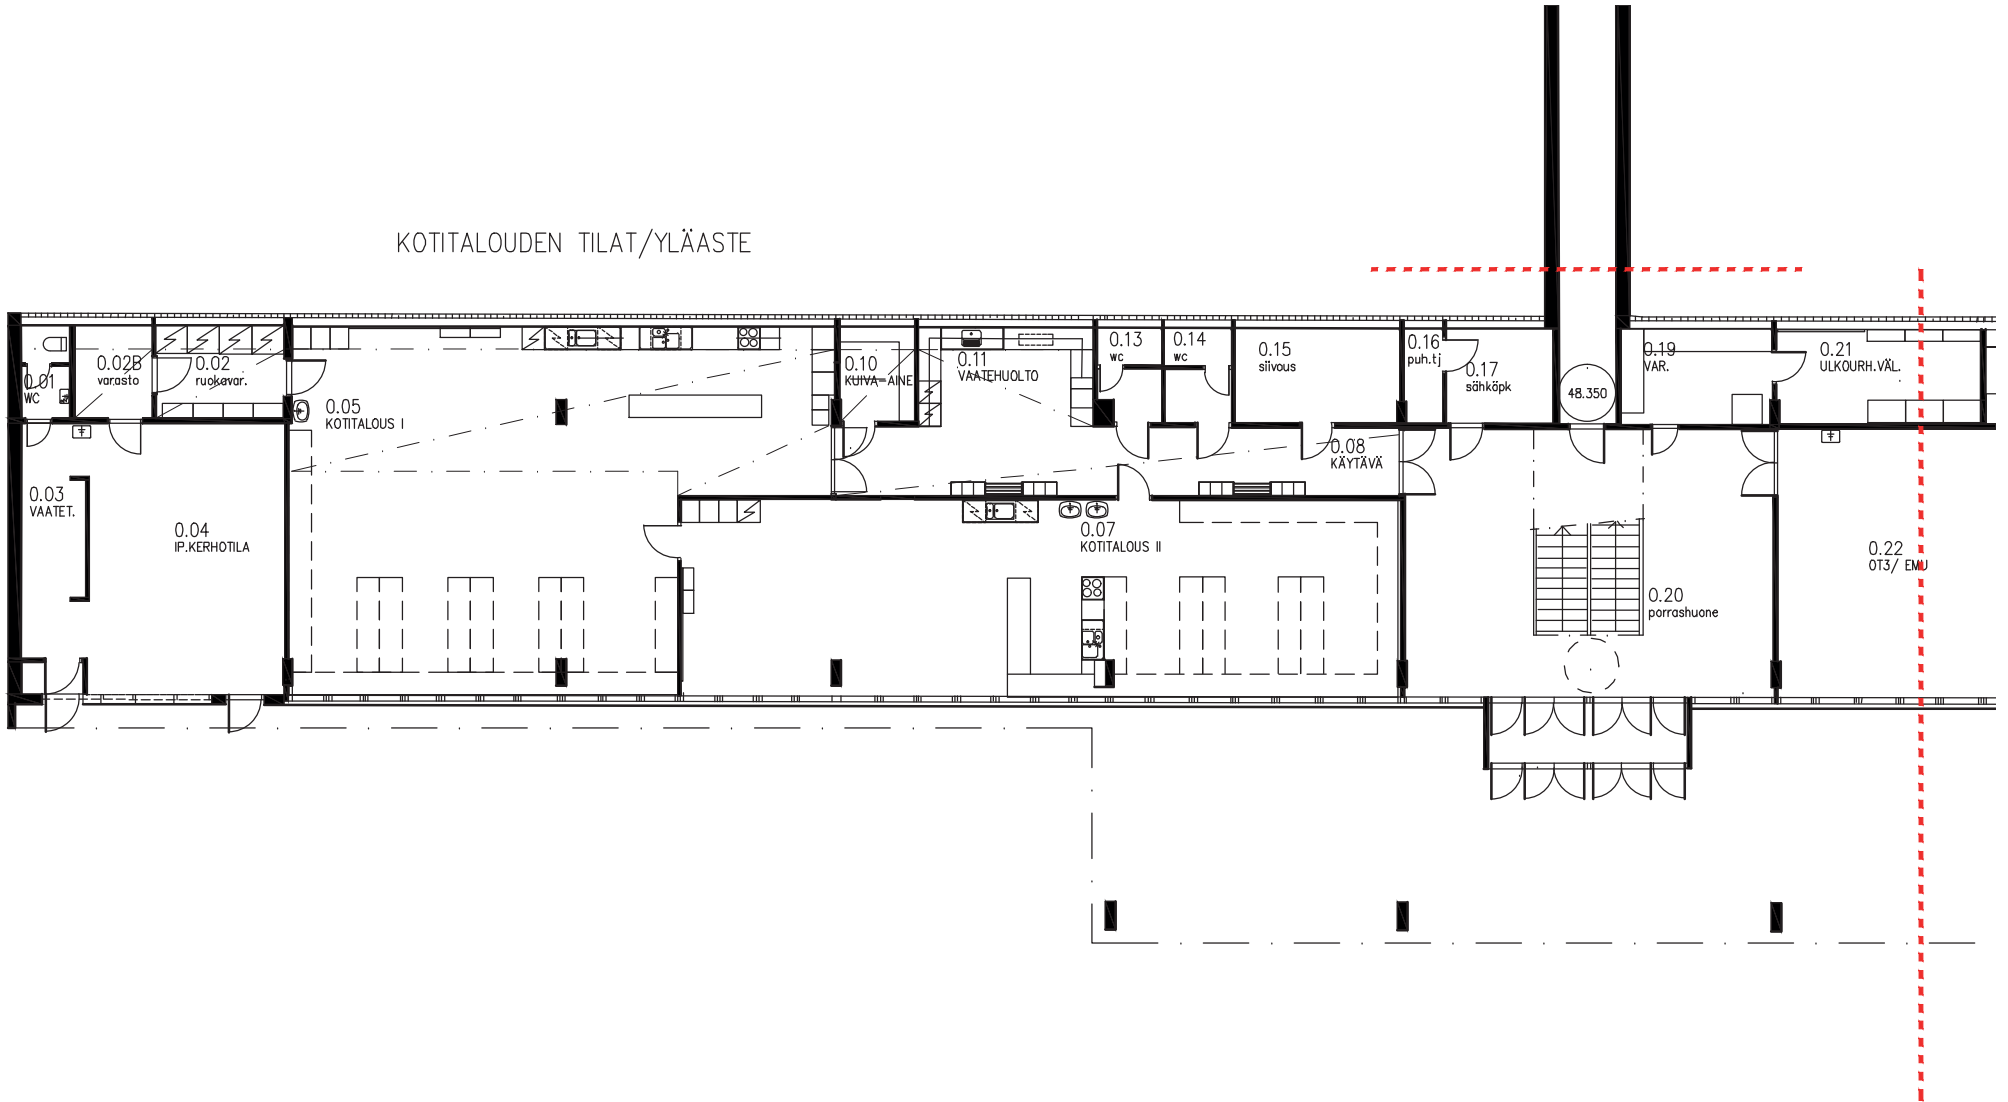 KOTITALOUDEN TILAT/YLÄASTE
0.01
WC
0.02B
varasto
0.02
ruokavar.
0.03
VAATET.
0.04
IP.KERHOTILA
0.05
KOTITALOUS I
0.10
KUIVA-AINE
0.11
VAATEHUOLTO
0.13
WC
0.14
WC
0.15
siivous
0.16
puh.tj
0.17
sähköpk
48.350
0.19
VAR.
0.21
ULKOURH.VÄL.
0.08
KÄYTÄVÄ
0.07
KOTITALOUS II
0.20
porrashuone
0.22
OT3/ EMU